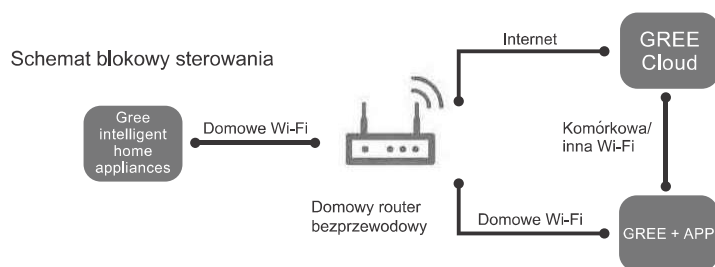 Schemat blokowy sterowania
Gree
intelligent
home
appliances
Domowe Wi-Fi
Domowy router
bezprzewodowy
Internet
GREE
Cloud
Komórkowa/
inna Wi-Fi
Domowe Wi-Fi
GREE + APP